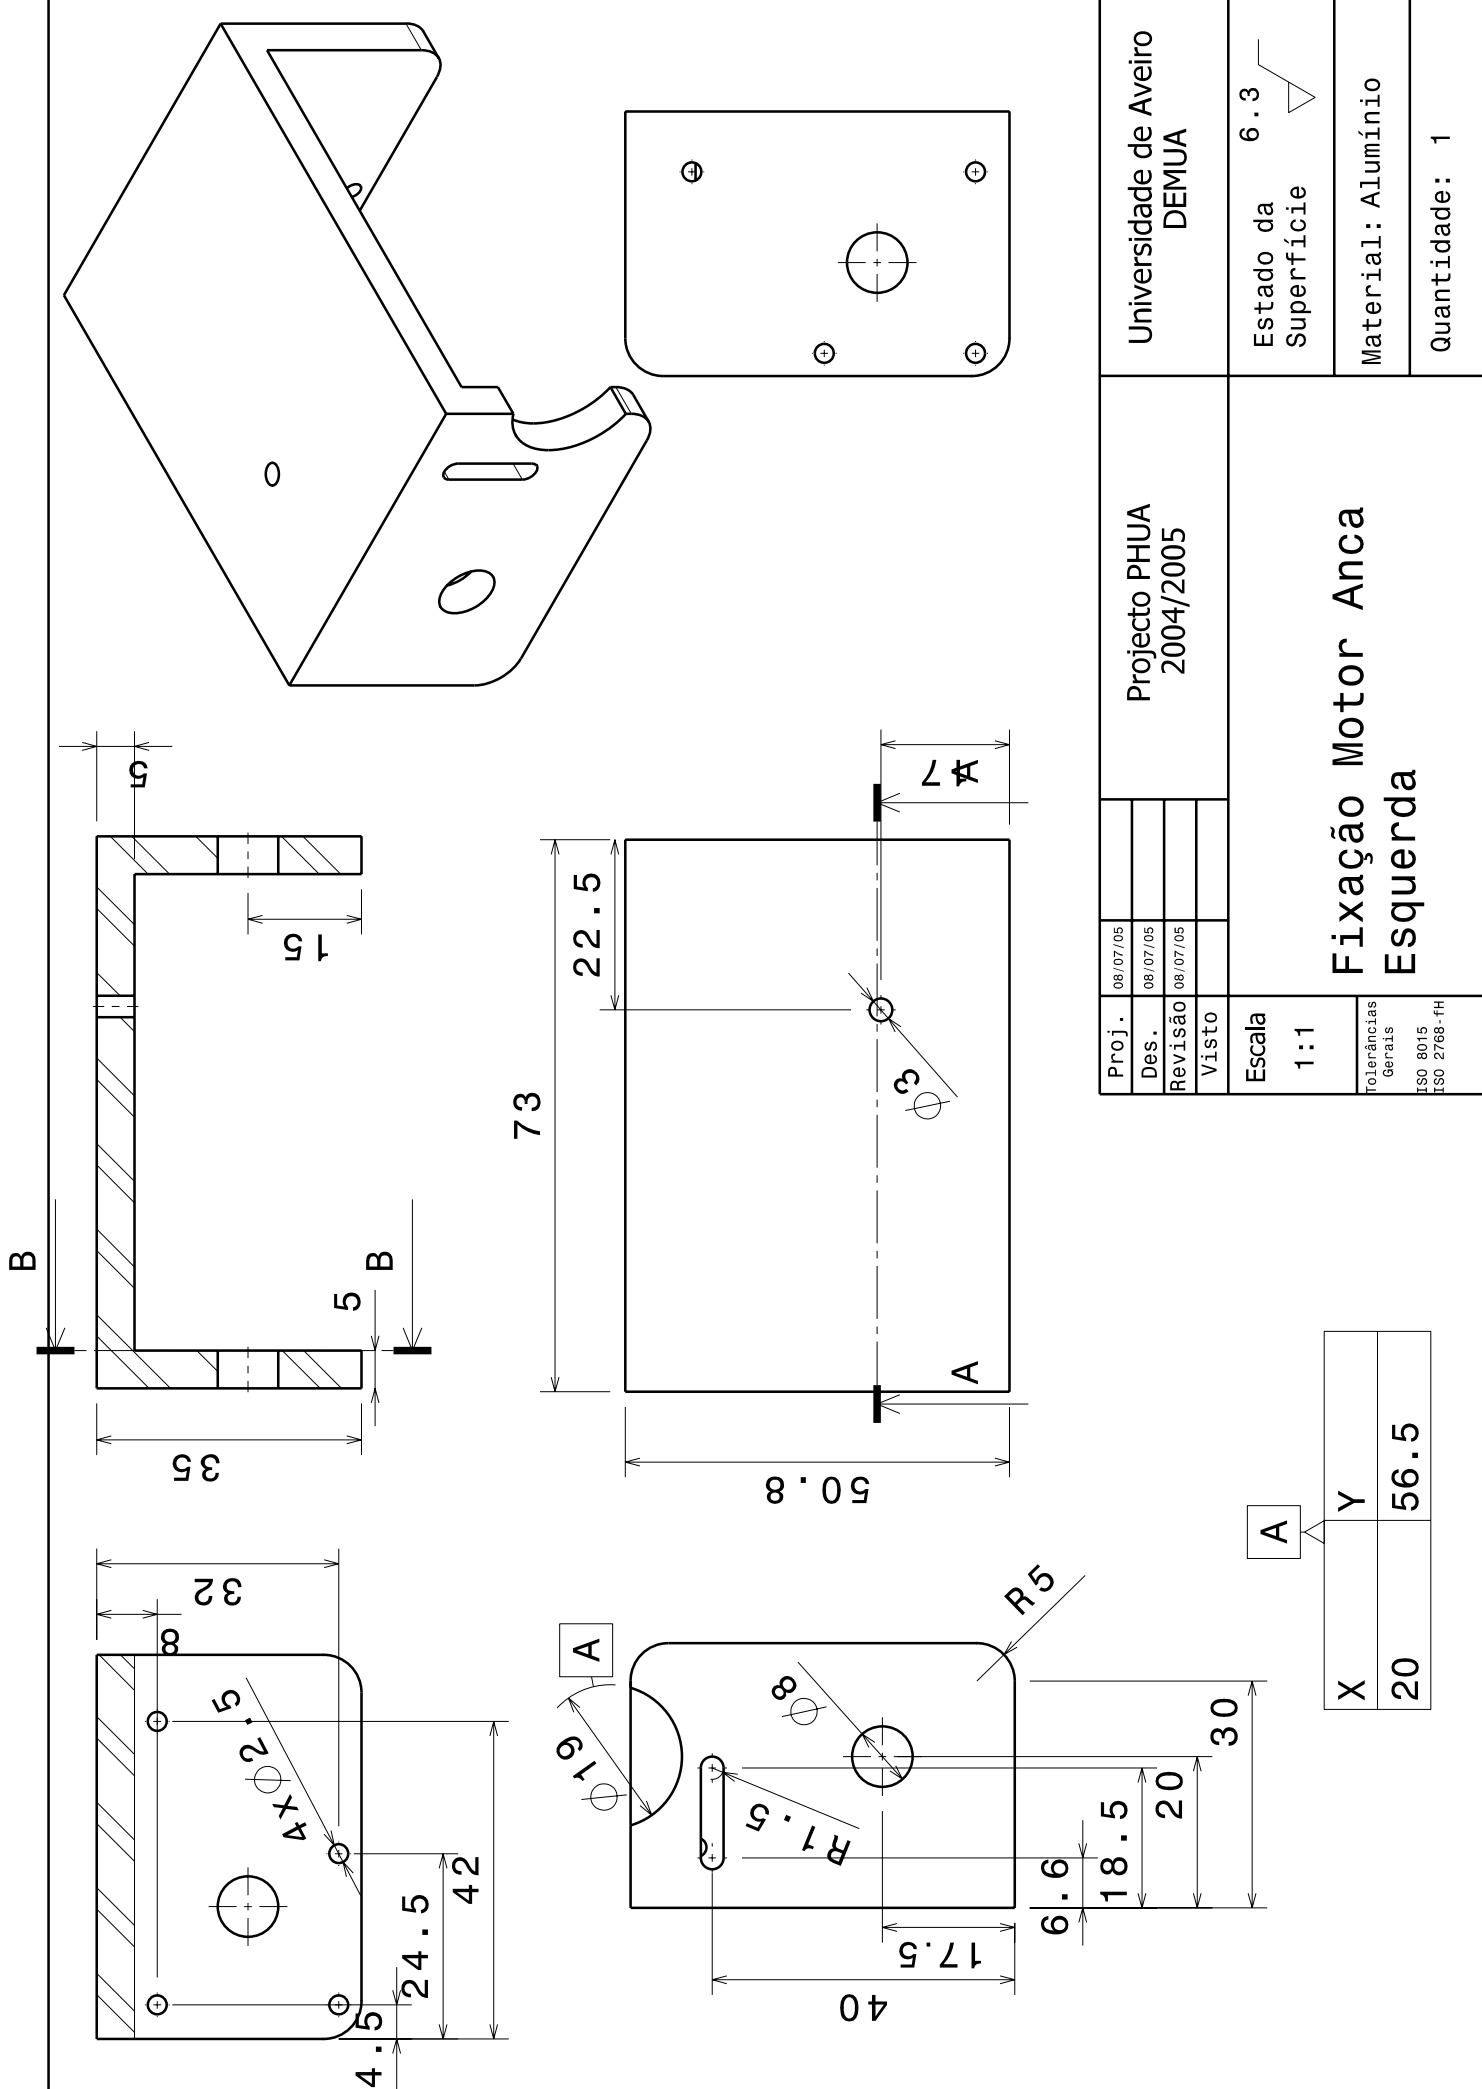 Universidade de Aveiro
DEMUA
Estado da
Superfície
6.3
Material: Alumínio
Quantidade: 1
Projecto PHUA
2004/2005
Fixação Motor Anca
Esquerda
Proj.
08/07/05
Des.
08/07/05
Revisão
08/07/05
Visto
Escala
1:1
Tolerâncias
Gerais
ISO 8015
ISO 2768-fH
5
15
B
B
5
35
22.5
73
∅3
A
A
50.8
32
8
4x ∅2.5
42
24.5
4.5
A
∅19
∅8
R5
R1.5
30
20
18.5
6.6
17.5
40
A
X
Y
20
56.5